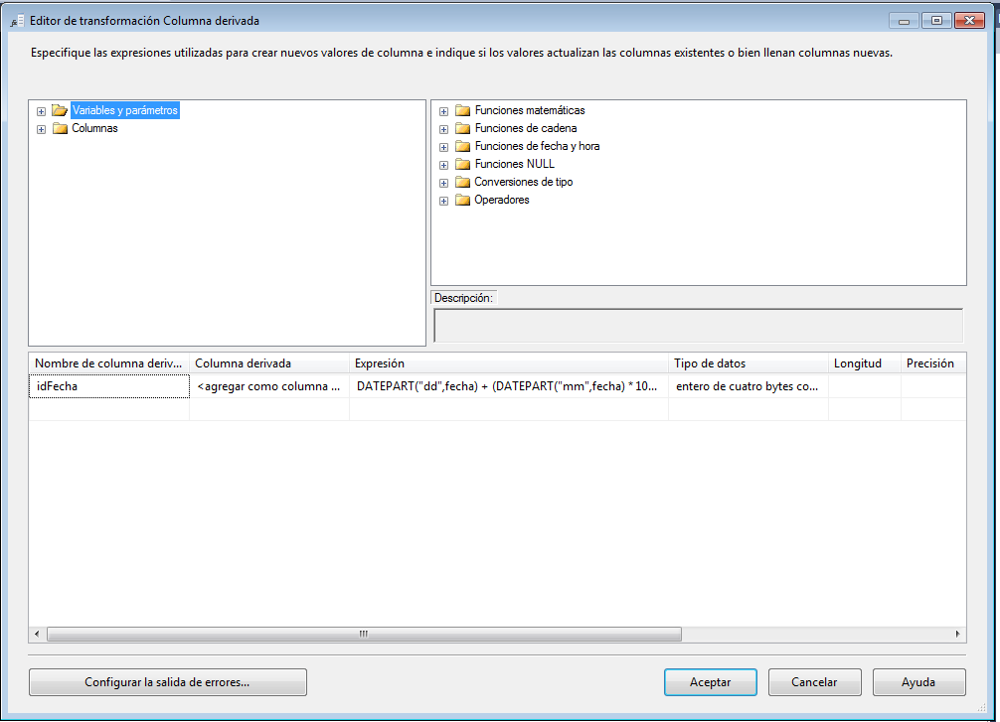 Editor de transformación Columna derivada
Especifique las expresiones utilizadas para crear nuevos valores de columna e indique si los valores actualizan las columnas existentes o bien llenan columnas nuevas.
Variables y parámetros
Columnas
Funciones matemáticas
Funciones de cadena
Funciones de fecha y hora
Funciones NULL
Conversiones de tipo
Operadores
Descripción:
Nombre de columna deriv... Columna derivada Expresión Tipo de datos Longitud Precisión
idFecha <agregar como columna ... DATEPART("dd",fecha) + (DATEPART("mm",fecha) * 10... entero de cuatro bytes co...
Configurar la salida de errores... Aceptar Cancelar Ayuda